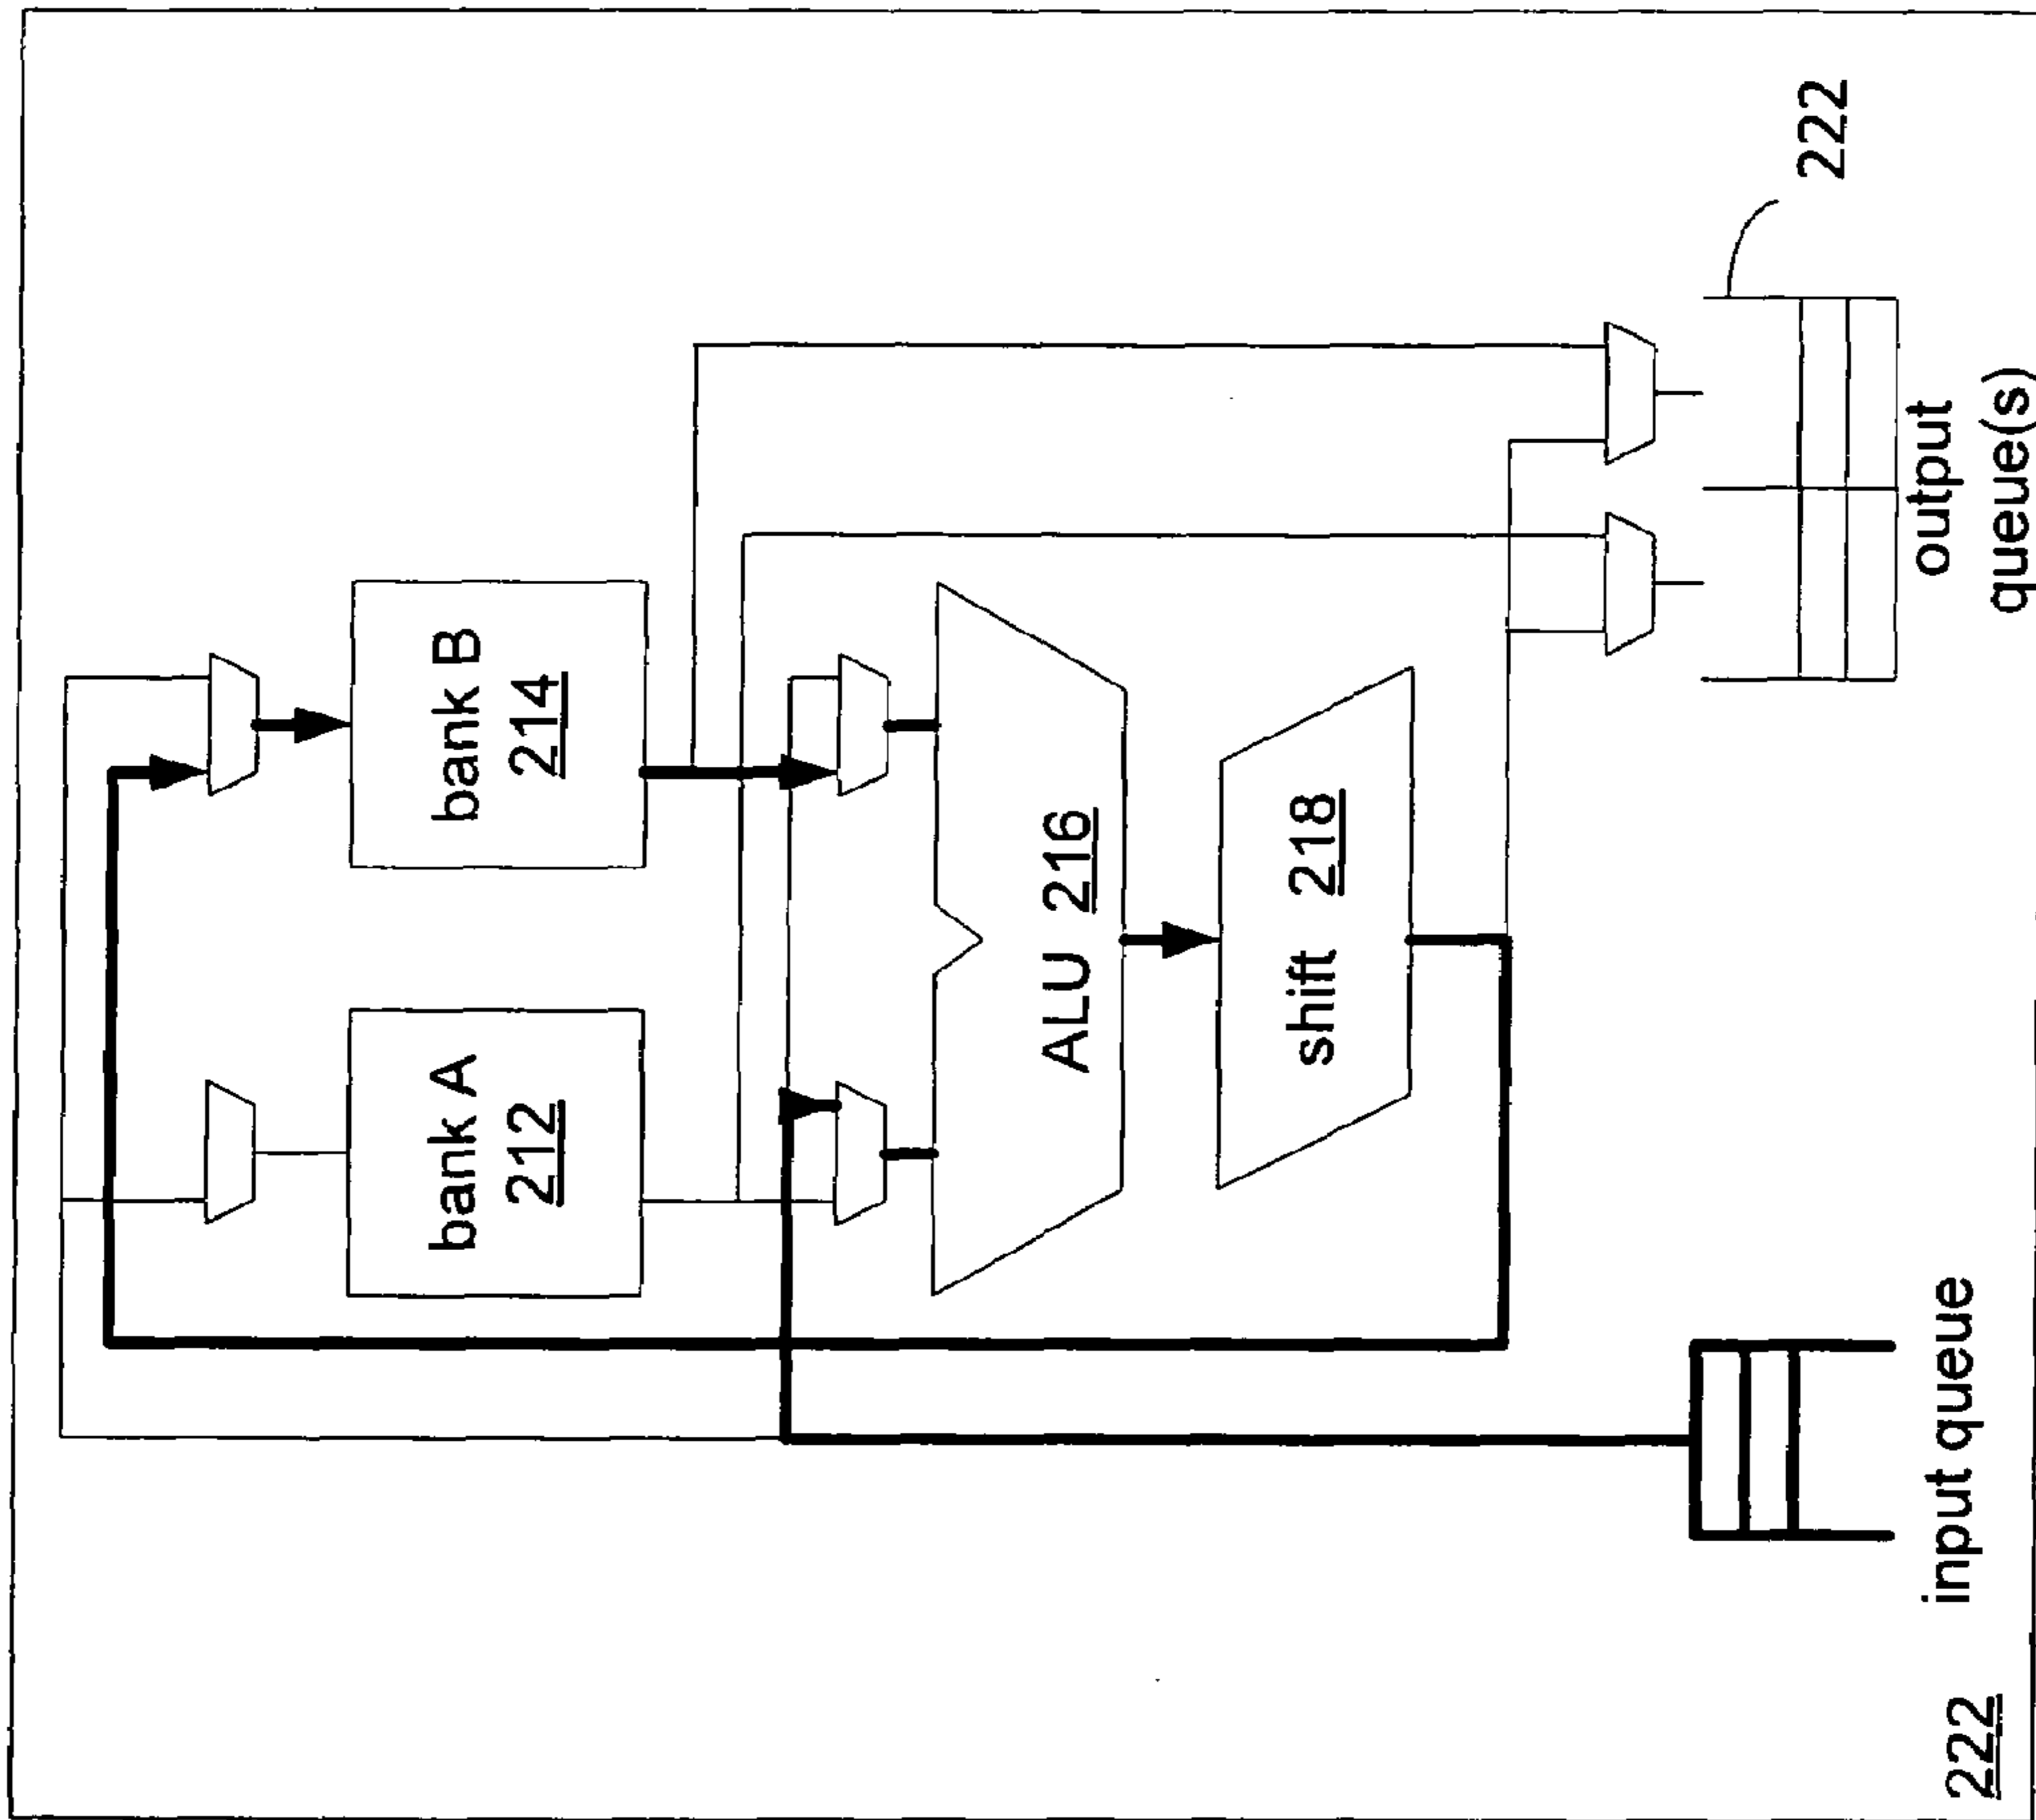 bank A
212
bank B
214
ALU 216
shift 218
222
output
queue(s)
input queue
222